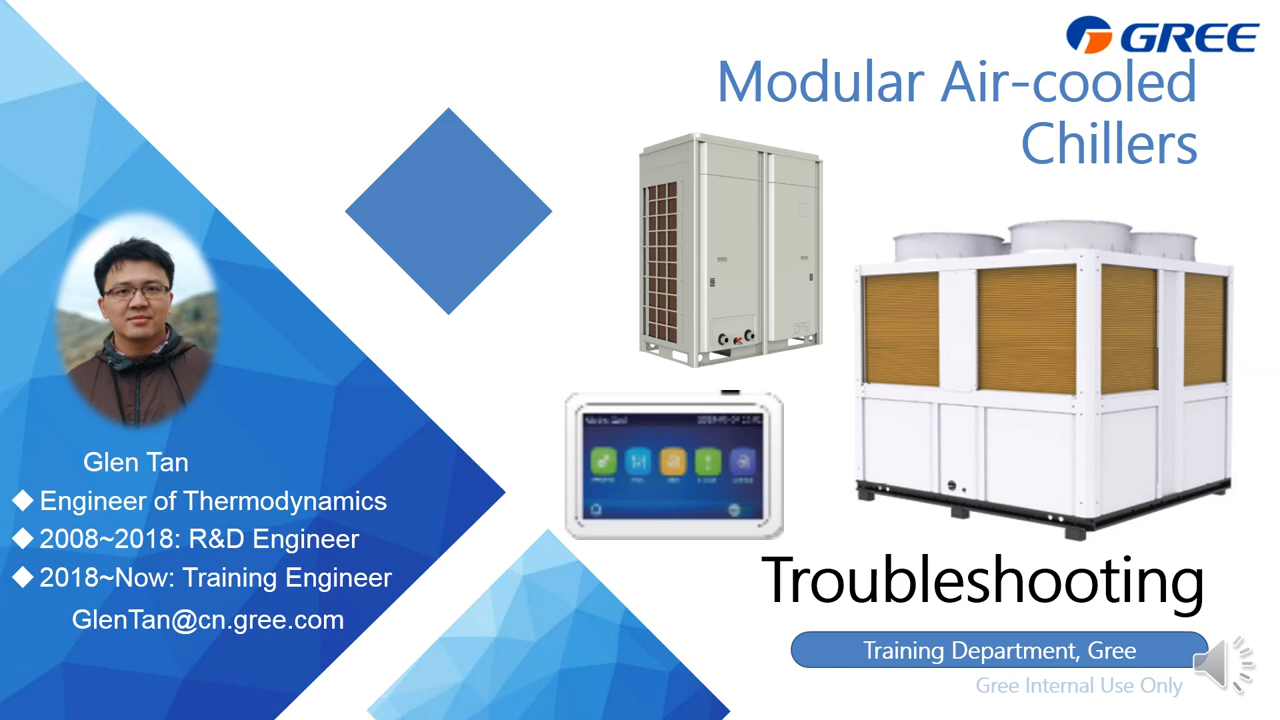 GREE
Modular Air-cooled
Chillers
Glen Tan
Engineer of Thermodynamics
2008~2018: R&D Engineer
2018~Now: Training Engineer
GlenTan@cn.gree.com
Troubleshooting
Training Department, Gree
Gree Internal Use Only